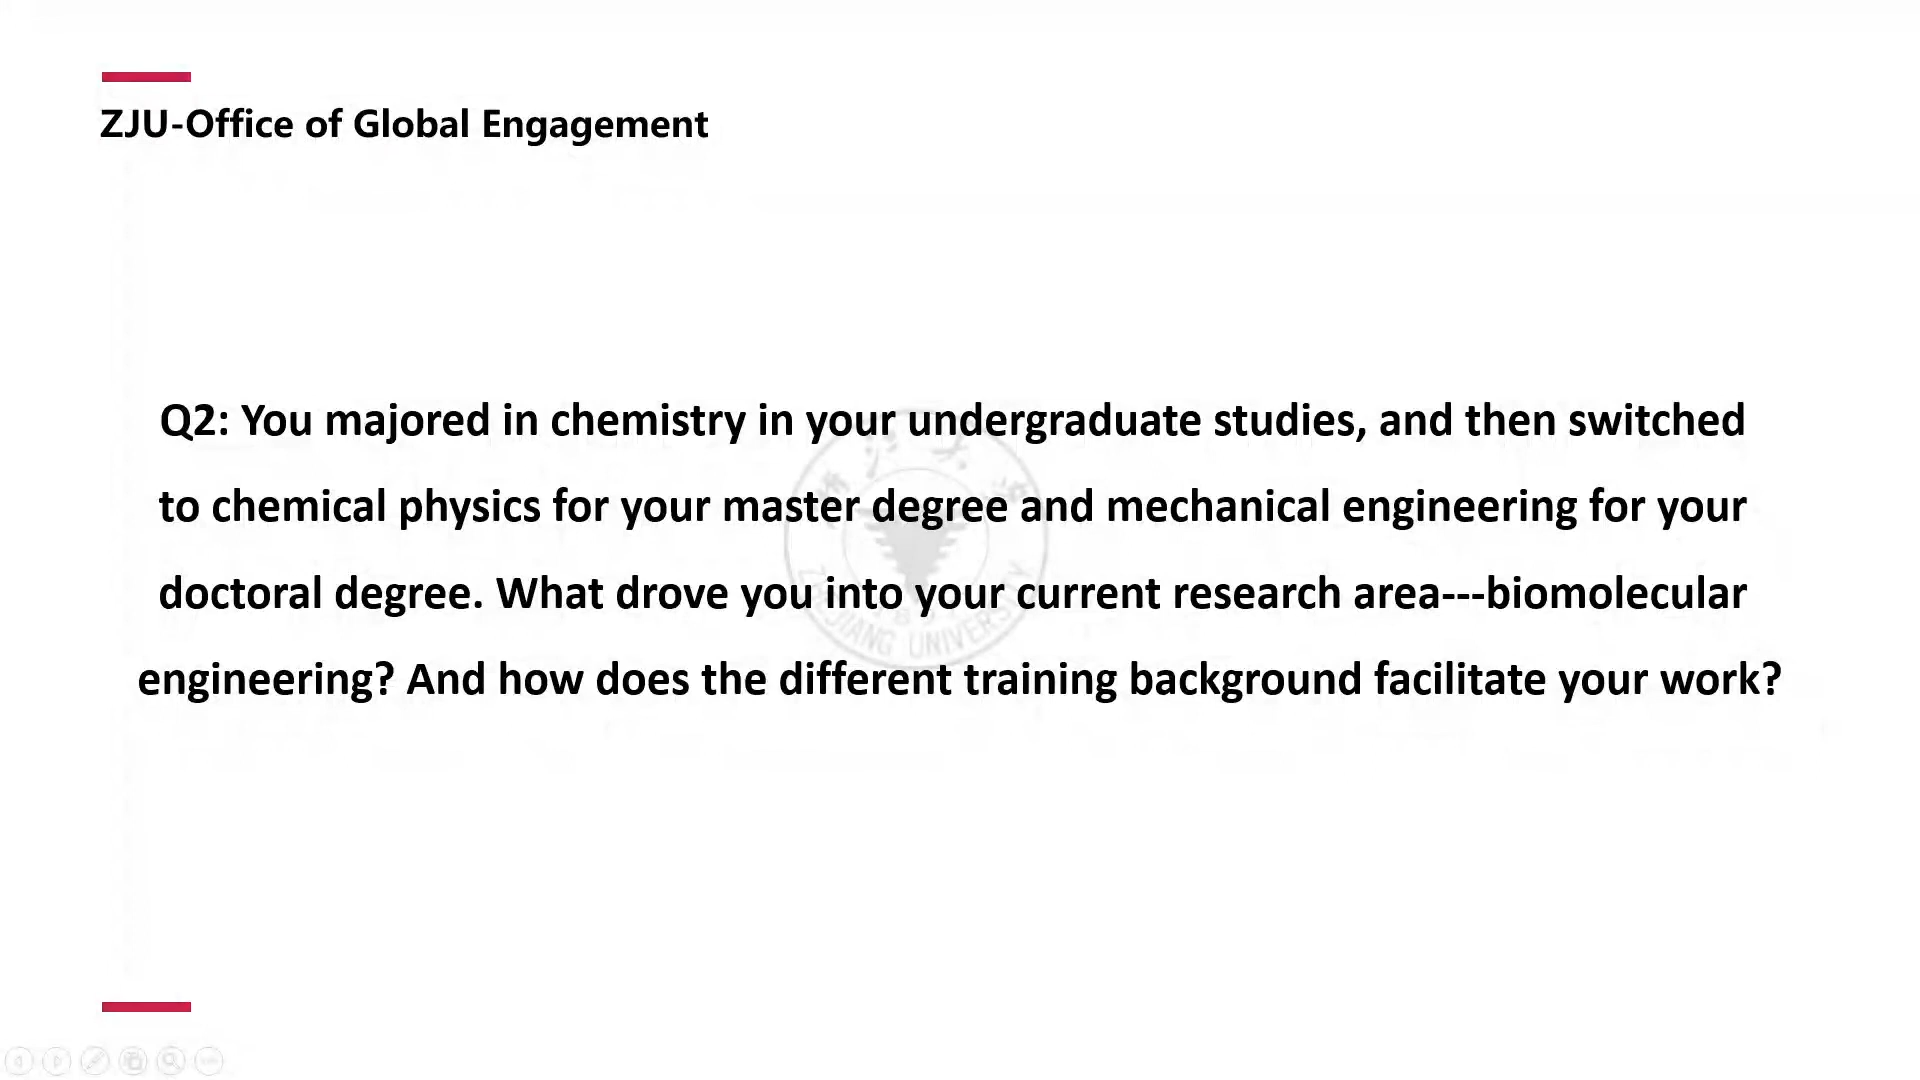 ZJU-Office of Global Engagement
Q2: You majored in chemistry in your undergraduate studies, and then switched
to chemical physics for your master degree and mechanical engineering for your
doctoral degree. What drove you into your current research area---biomolecular
engineering? And how does the different training background facilitate your work?
ZHEJIANG UNIVERSITY